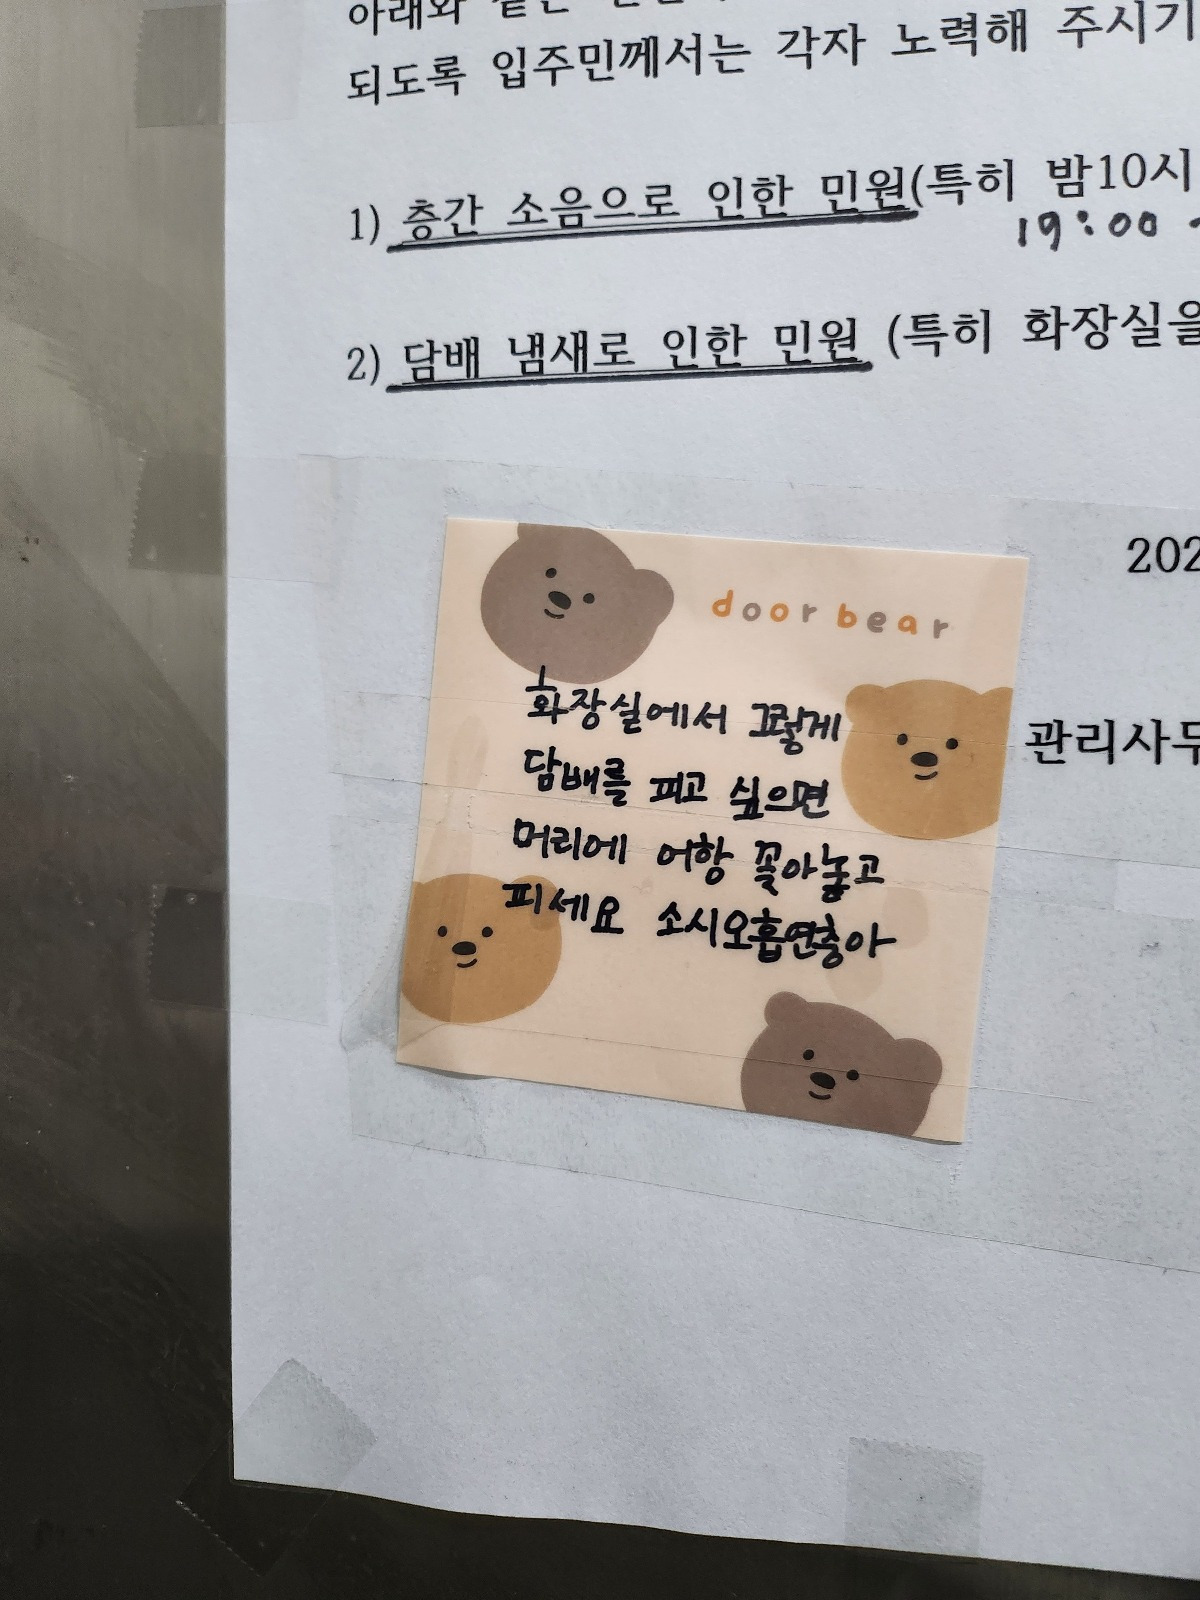 아래와 같은
되도록 입주민께서는 각자 노력해 주시기
1) 층간 소음으로 인한 민원(특히 밤10시
19:00
2) 담배 냄새로 인한 민원 (특히 화장실을
202
door bear
화장실에서 그렇게
담배를 피고 싶으면
머리에 어항 꽂아놓고
피세요 소시오흡연충아
관리사무